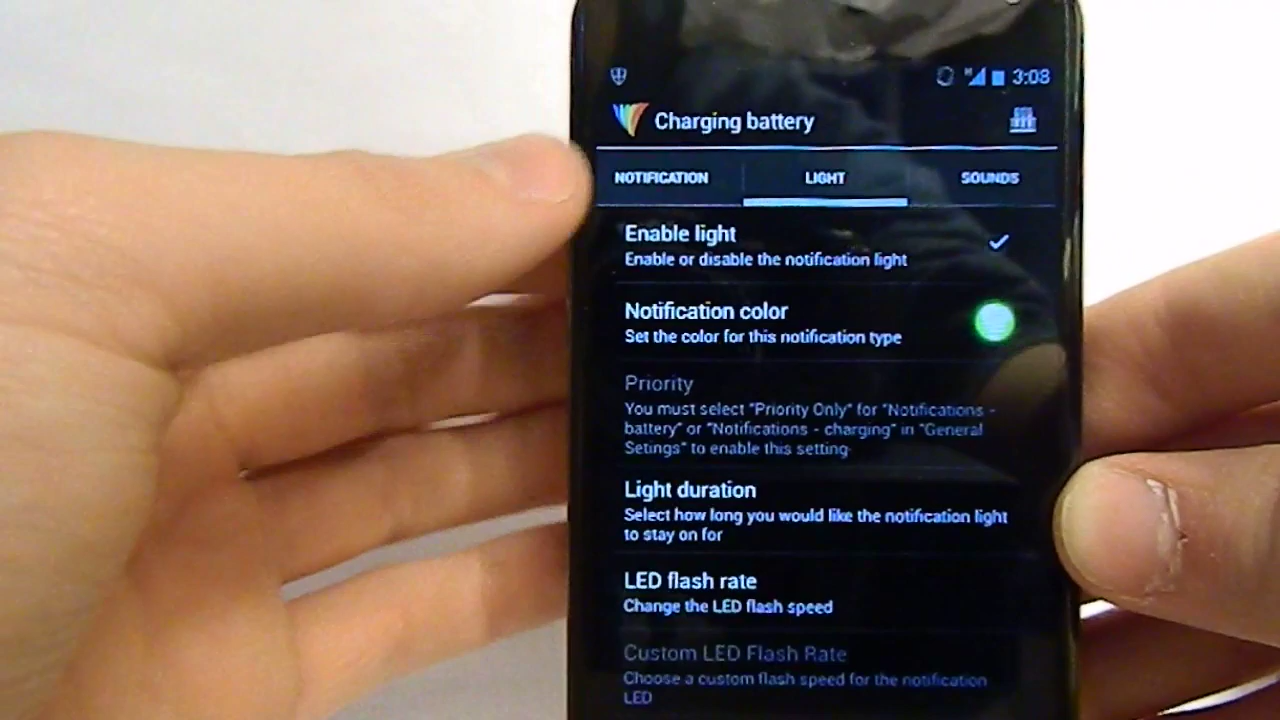 3:08
Charging battery
NOTIFICATION
LIGHT
SOUNDS
Enable light
Enable or disable the notification light
Notification color
Set the color for this notification type
Priority
You must select "Priority Only" for "Notifications -
battery" or "Notifications - charging" in "General
Setings" to enable this setting
Light duration
Select how long you would like the notification light
to stay on for
LED flash rate
Change the LED flash speed
Custom LED Flash Rate
Choose a custom flash speed for the notification
LED